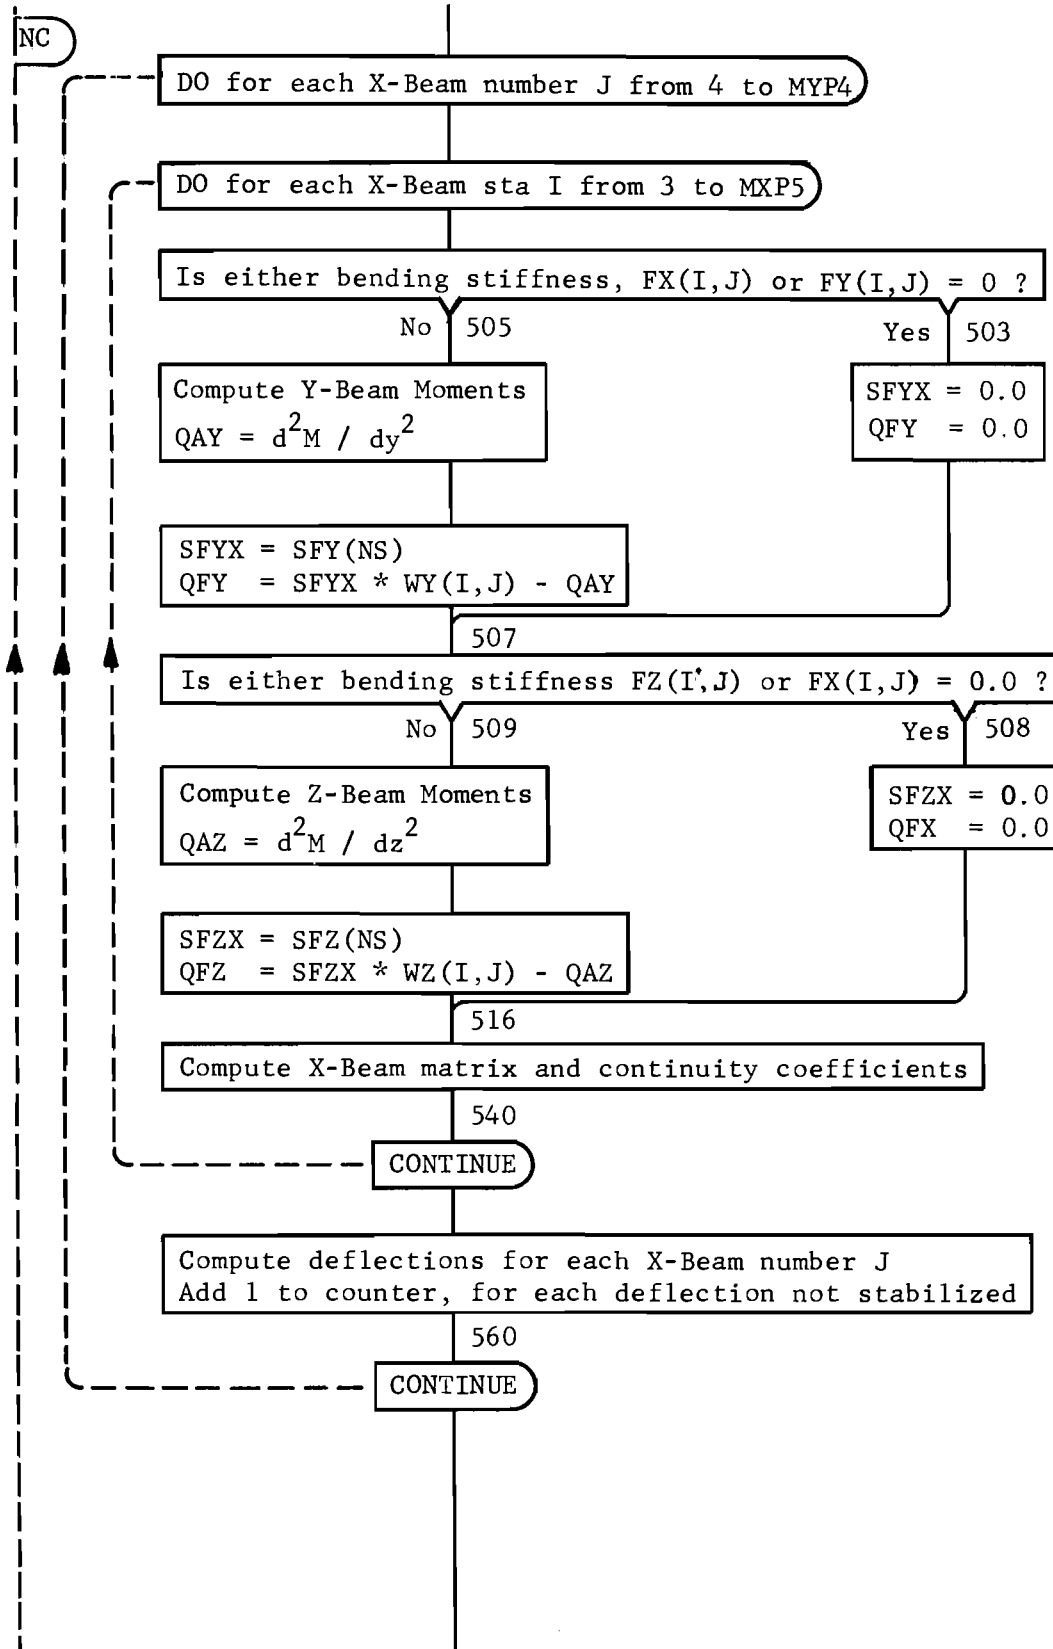 NC
DO for each X-Beam number J from 4 to MYP4
DO for each X-Beam sta I from 3 to MXP5
Is either bending stiffness, FX(I,J) or FY(I,J) = 0 ?
No 505
Yes 503
Compute Y-Beam Moments
QAY = d²M / dy²
SFYX = 0.0
QFY = 0.0
SFYX = SFY(NS)
QFY = SFYX * WY(I,J) - QAY
507
Is either bending stiffness FZ(I,J) or FX(I,J) = 0.0 ?
No 509
Yes 508
Compute Z-Beam Moments
QAZ = d²M / dz²
SFZX = 0.0
QFX = 0.0
SFZX = SFZ(NS)
QFZ = SFZX * WZ(I,J) - QAZ
516
Compute X-Beam matrix and continuity coefficients
540
CONTINUE
Compute deflections for each X-Beam number J
Add 1 to counter, for each deflection not stabilized
560
CONTINUE